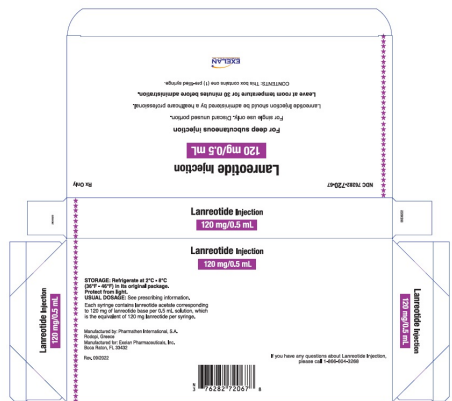 EXELAN
CONTENTS: This box contains one (1) pre-filled syringe.
Leave at room temperature for 30 minutes before administration.
Lanreotide Injection should be administered by a healthcare professional.
For single use only. Discard unused portion.
For deep subcutaneous injection
120 mg/0.5 mL
Lanreotide Injection
Rx Only
NDC 76282-720-67
Lanreotide Injection
120 mg/0.5 mL
Lanreotide Injection
120 mg/0.5 mL
STORAGE: Refrigerate at 2°C - 8°C
(36°F - 46°F) in its original package.
Protect from light.
USUAL DOSAGE: See prescribing information.
Each syringe contains lanreotide acetate corresponding
to 120 mg of lanreotide base per 0.5 mL solution, which
is the equivalent of 120 mg lanreotide per syringe.
Manufactured by: Pharmathen International, S.A.
Rodopi, Greece
Manufactured for: Exelan Pharmaceuticals, Inc.
Boca Raton, FL 33432
Rev. 09/2022
If you have any questions about Lanreotide Injection,
please call 1-866-604-3268
3 76282 72067 8
Lanreotide Injection
120 mg/0.5 mL
Lanreotide Injection
120 mg/0.5 mL